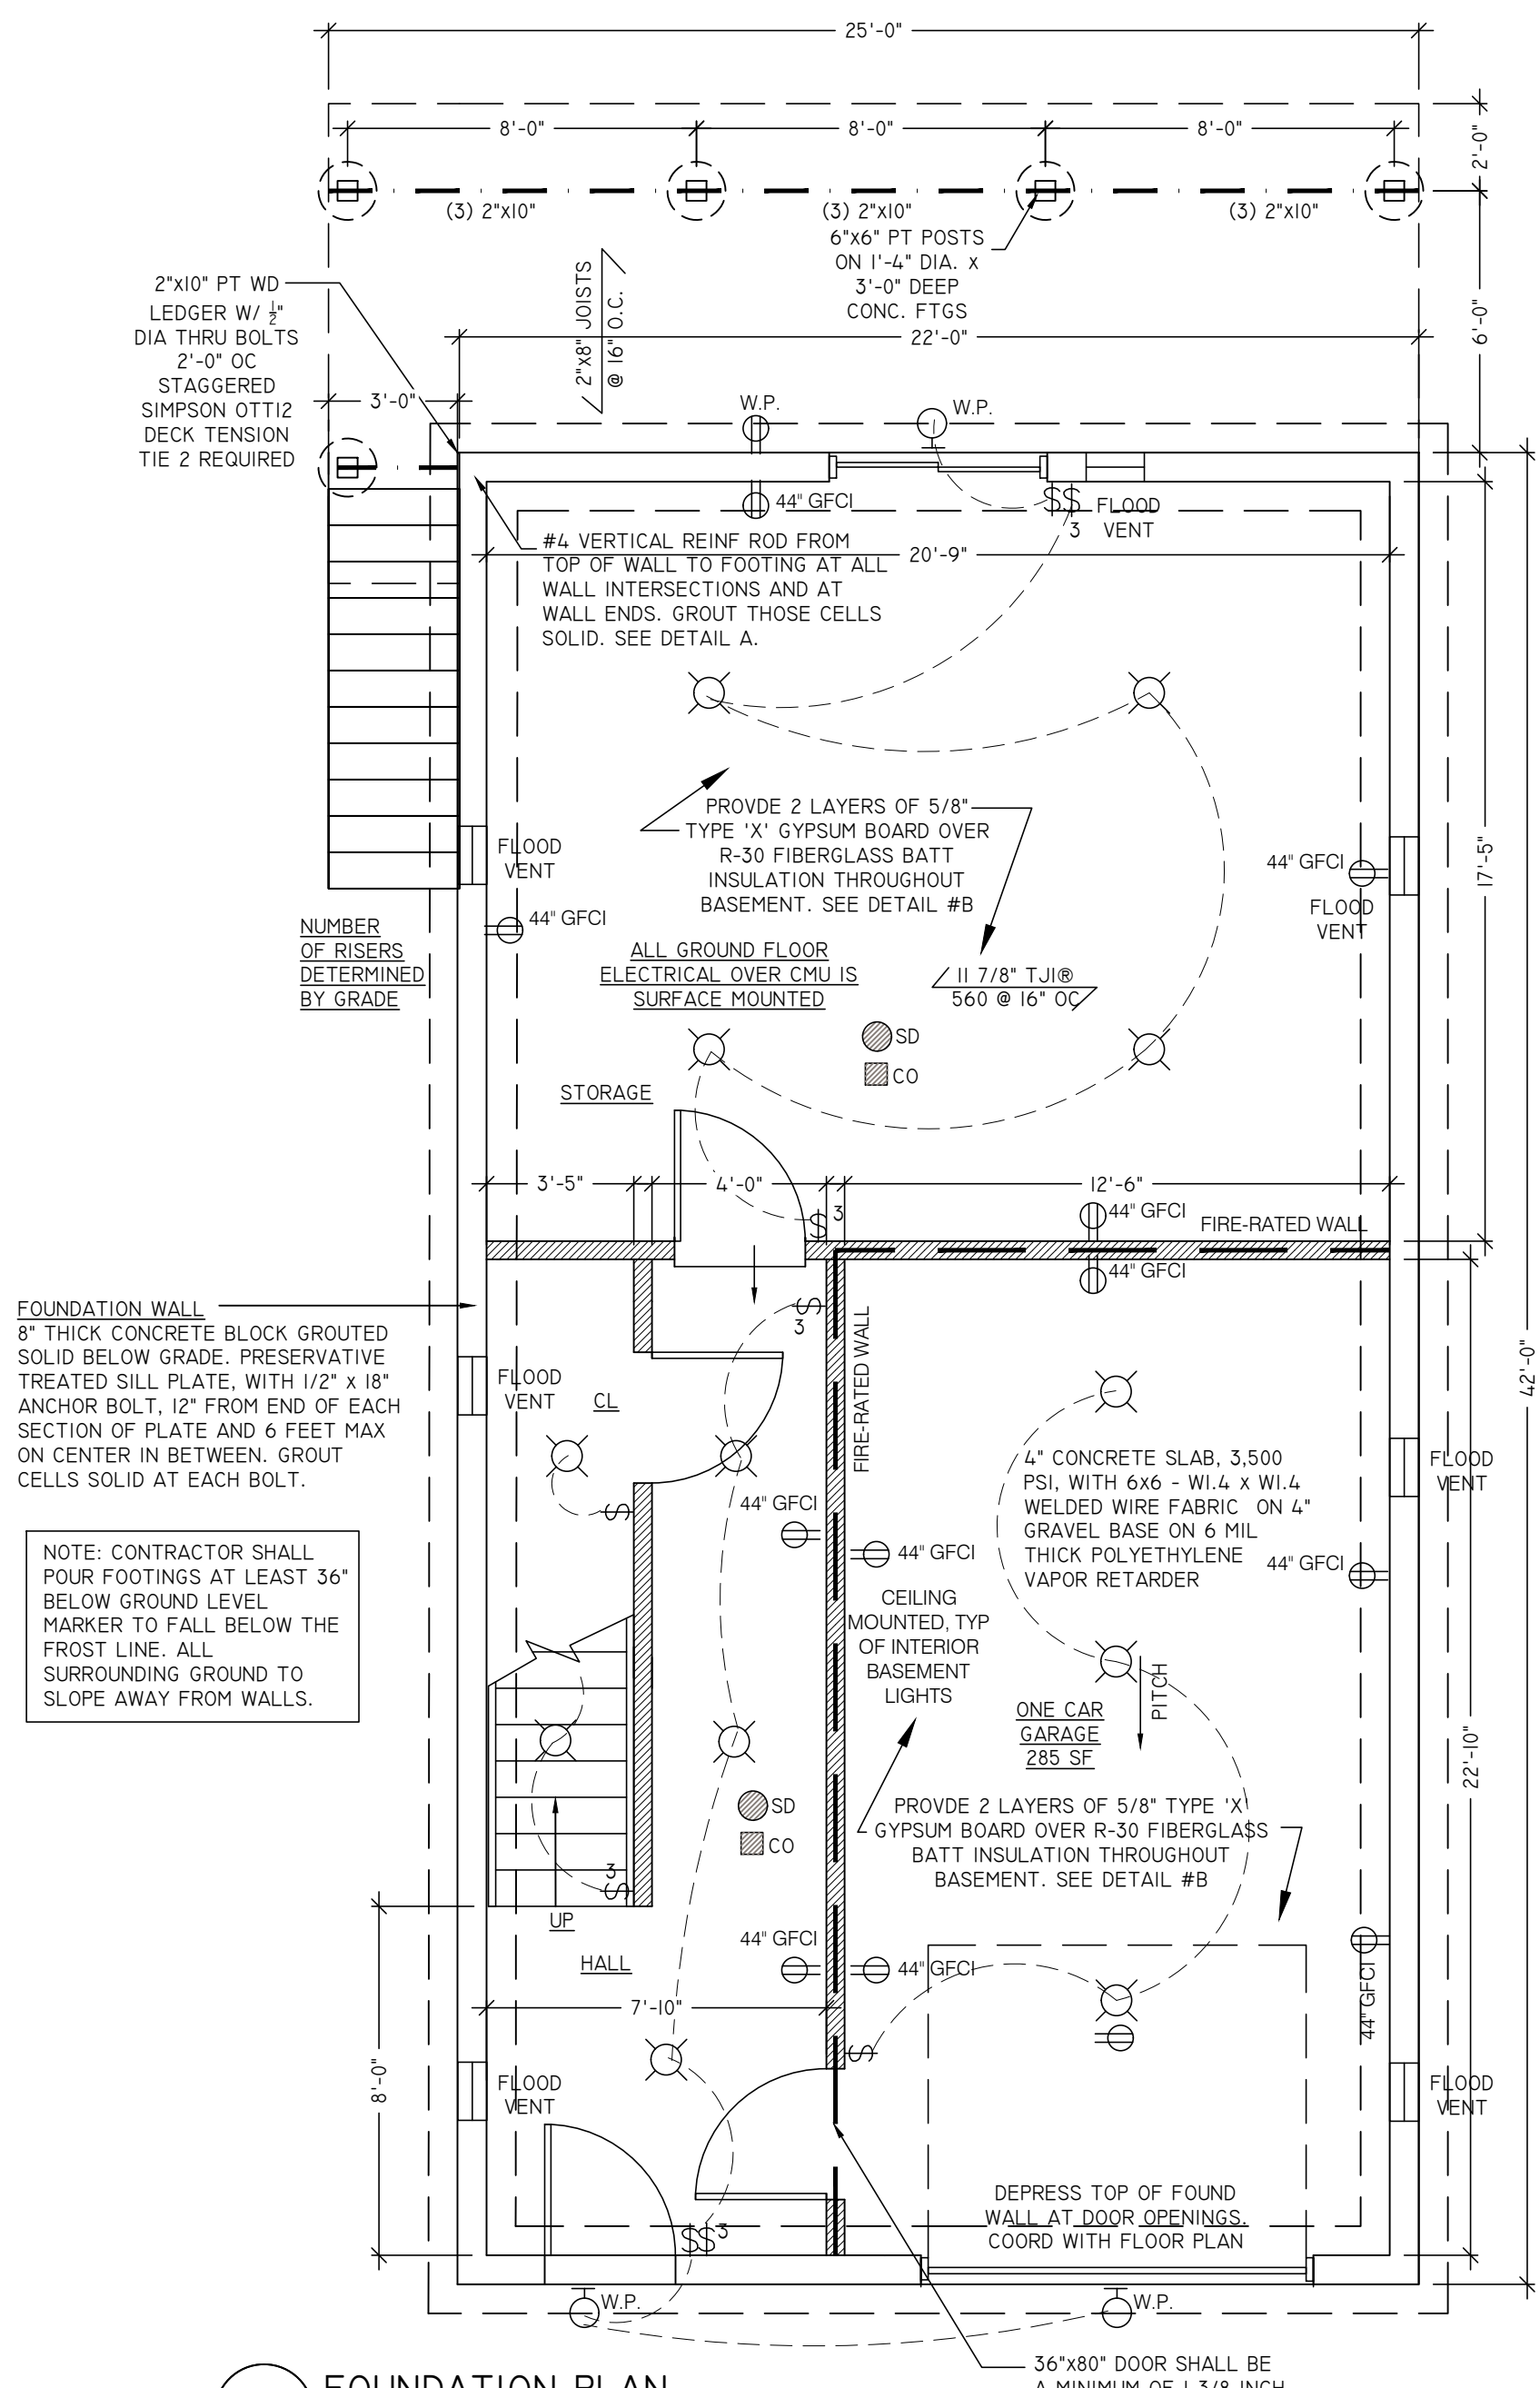 25'-0"
8'-0"
8'-0"
8'-0"
2'-0"
(3) 2"x10"
(3) 2"x10"
(3) 2"x10"
6"x6" PT POSTS
ON 1'-4" DIA. x
3'-0" DEEP
CONC. FTGS
2"x10" PT WD
LEDGER W/ ½"
DIA THRU BOLTS
2'-0" OC
STAGGERED
SIMPSON OTT12
DECK TENSION
TIE 2 REQUIRED
2"x8" JOISTS
@ 16" O.C.
22'-0"
6'-0"
3'-0"
W.P.
W.P.
44" GFCI
$$
3
FLOOD
VENT
20'-9"
#4 VERTICAL REINF ROD FROM
TOP OF WALL TO FOOTING AT ALL
WALL INTERSECTIONS AND AT
WALL ENDS. GROUT THOSE CELLS
SOLID. SEE DETAIL A.
PROVDE 2 LAYERS OF 5/8"
TYPE 'X' GYPSUM BOARD OVER
R-30 FIBERGLASS BATT
INSULATION THROUGHOUT
BASEMENT. SEE DETAIL #B
FLOOD
VENT
44" GFCI
44" GFCI
FLOOD
VENT
17'-5"
NUMBER
OF RISERS
DETERMINED
BY GRADE
ALL GROUND FLOOR
ELECTRICAL OVER CMU IS
SURFACE MOUNTED
11 7/8" TJI®
560 @ 16" OC
SD
CO
STORAGE
3'-5"
4'-0"
12'-6"
$ 3
44" GFCI
FIRE-RATED WALL
44" GFCI
FOUNDATION WALL
8" THICK CONCRETE BLOCK GROUTED
SOLID BELOW GRADE. PRESERVATIVE
TREATED SILL PLATE, WITH 1/2" x 18"
ANCHOR BOLT, 12" FROM END OF EACH
SECTION OF PLATE AND 6 FEET MAX
ON CENTER IN BETWEEN. GROUT
CELLS SOLID AT EACH BOLT.
$
3
FIRE-RATED WALL
FLOOD
VENT
CL
$
42'-0"
4" CONCRETE SLAB, 3,500
PSI, WITH 6x6 - W1.4 x W1.4
WELDED WIRE FABRIC ON 4"
GRAVEL BASE ON 6 MIL
THICK POLYETHYLENE
VAPOR RETARDER
FLOOD
VENT
44" GFCI
44" GFCI
44" GFCI
NOTE: CONTRACTOR SHALL
POUR FOOTINGS AT LEAST 36"
BELOW GROUND LEVEL
MARKER TO FALL BELOW THE
FROST LINE. ALL
SURROUNDING GROUND TO
SLOPE AWAY FROM WALLS.
CEILING
MOUNTED, TYP
OF INTERIOR
BASEMENT
LIGHTS
PITCH
ONE CAR
GARAGE
285 SF
22'-10"
SD
CO
PROVDE 2 LAYERS OF 5/8" TYPE 'X'
GYPSUM BOARD OVER R-30 FIBERGLASS
BATT INSULATION THROUGHOUT
BASEMENT. SEE DETAIL #B
3
$
UP
HALL
44" GFCI
44" GFCI
44" GFCI
7'-10"
$
8'-0"
FLOOD
VENT
FLOOD
VENT
DEPRESS TOP OF FOUND
WALL AT DOOR OPENINGS.
COORD WITH FLOOR PLAN
$$ 3
W.P.
W.P.
36"x80" DOOR SHALL BE
A MINIMUM OF 1 3/8 INCH
FOUNDATION PLAN